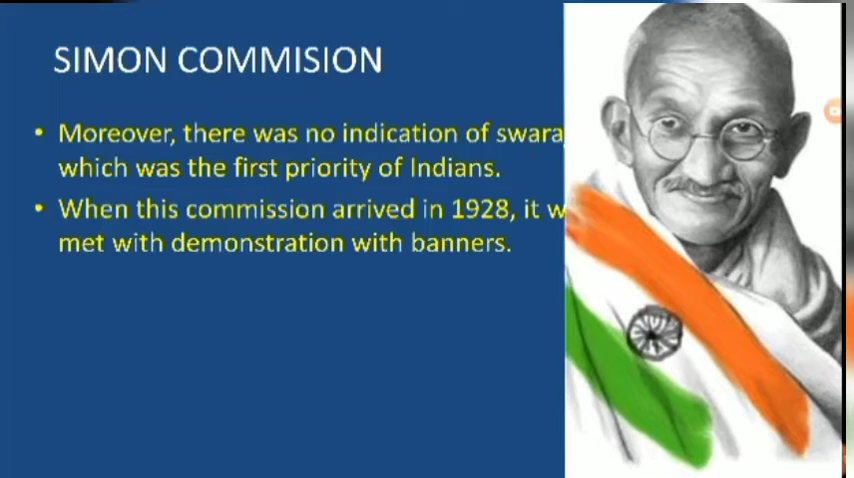 SIMON COMMISION
• Moreover, there was no indication of swara
which was the first priority of Indians.
• When this commission arrived in 1928, it w
met with demonstration with banners.